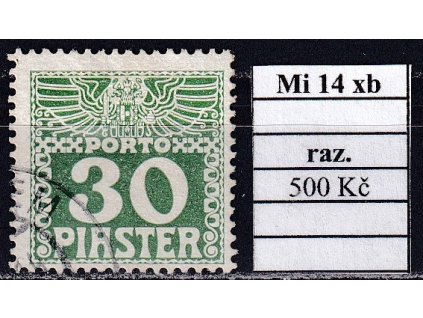 PORTO
30
PIASTER
Mi 14 xb
raz.
500 Kč